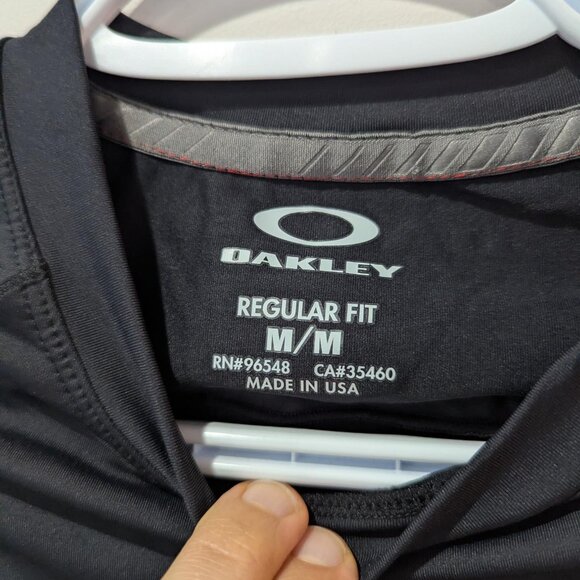 OAKLEY
REGULAR FIT
M/M
RN#96548 CA#35460
MADE IN USA